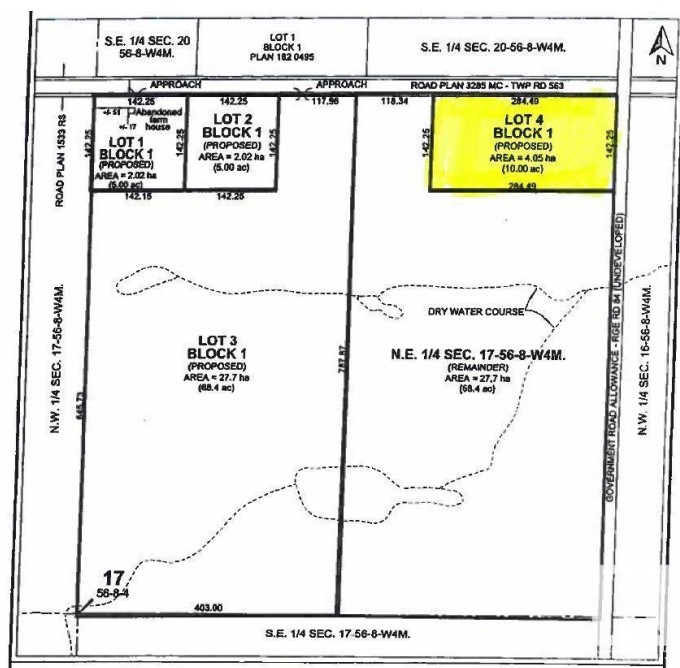 S.E. 1/4 SEC. 20
56-8-W4M.
LOT 1
BLOCK 1
PLAN 182 0495
S.E. 1/4 SEC. 20-56-8-W4M.
N
APPROACH
APPROACH
ROAD PLAN 3285 MC - TWP RD 563
ROAD PLAN 1533 RS
142.25
142.25
117.96
118.34
284.49
+/- 51
Abandoned
farm
house
+/- 17
LOT 1
BLOCK 1
(PROPOSED)
AREA = 2.02 ha
(5.00 ac)
142.25
142.25
142.15
LOT 2
BLOCK 1
(PROPOSED)
AREA = 2.02 ha
(5.00 ac)
142.25
142.25
LOT 4
BLOCK 1
(PROPOSED)
AREA = 4.05 ha
(10.00 ac)
142.25
142.25
284.49
DRY WATER COURSE
LOT 3
BLOCK 1
(PROPOSED)
AREA = 27.7 ha
(68.4 ac)
N.E. 1/4 SEC. 17-56-8-W4M.
(REMAINDER)
AREA = 27.7 ha
(68.4 ac)
N.W. 1/4 SEC. 17-56-8-W4M.
645.73
787.87
GOVERNMENT ROAD ALLOWANCE - RGE RD 84 (UNDEVELOPED)
N.W. 1/4 SEC. 16-56-8-W4M.
17
56-8-4
403.00
S.E. 1/4 SEC. 17-56-8-W4M.